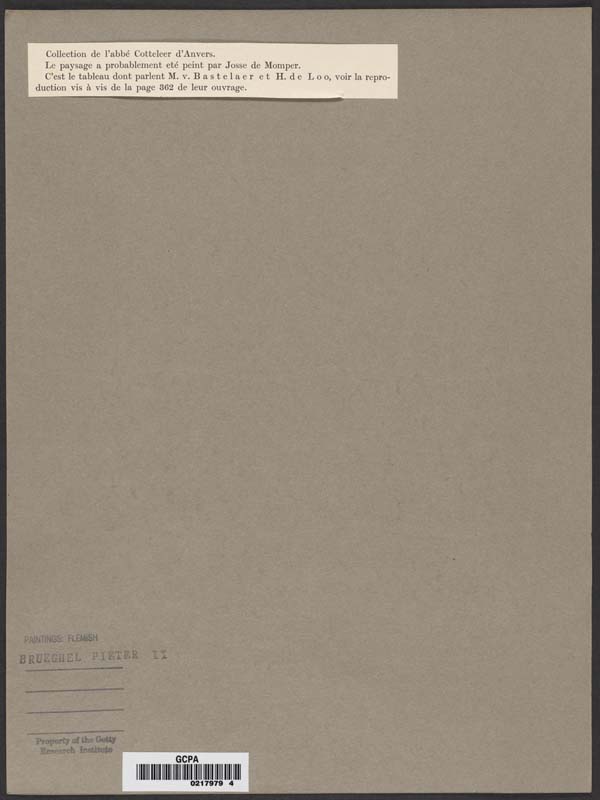 Collection de l'abbé Cotteleer d'Anvers.
Le paysage a probablement eté peint par Josse de Momper.
C'est le tableau dont parlent M. v. Bastelaer et H. de Loo, voir la repro-
duction vis à vis de la page 362 de leur ouvrage.
PAINTINGS: FLEMISH
BRUEGHEL PIETER II
Property of the Getty
Research Institute
GCPA
0217979 4